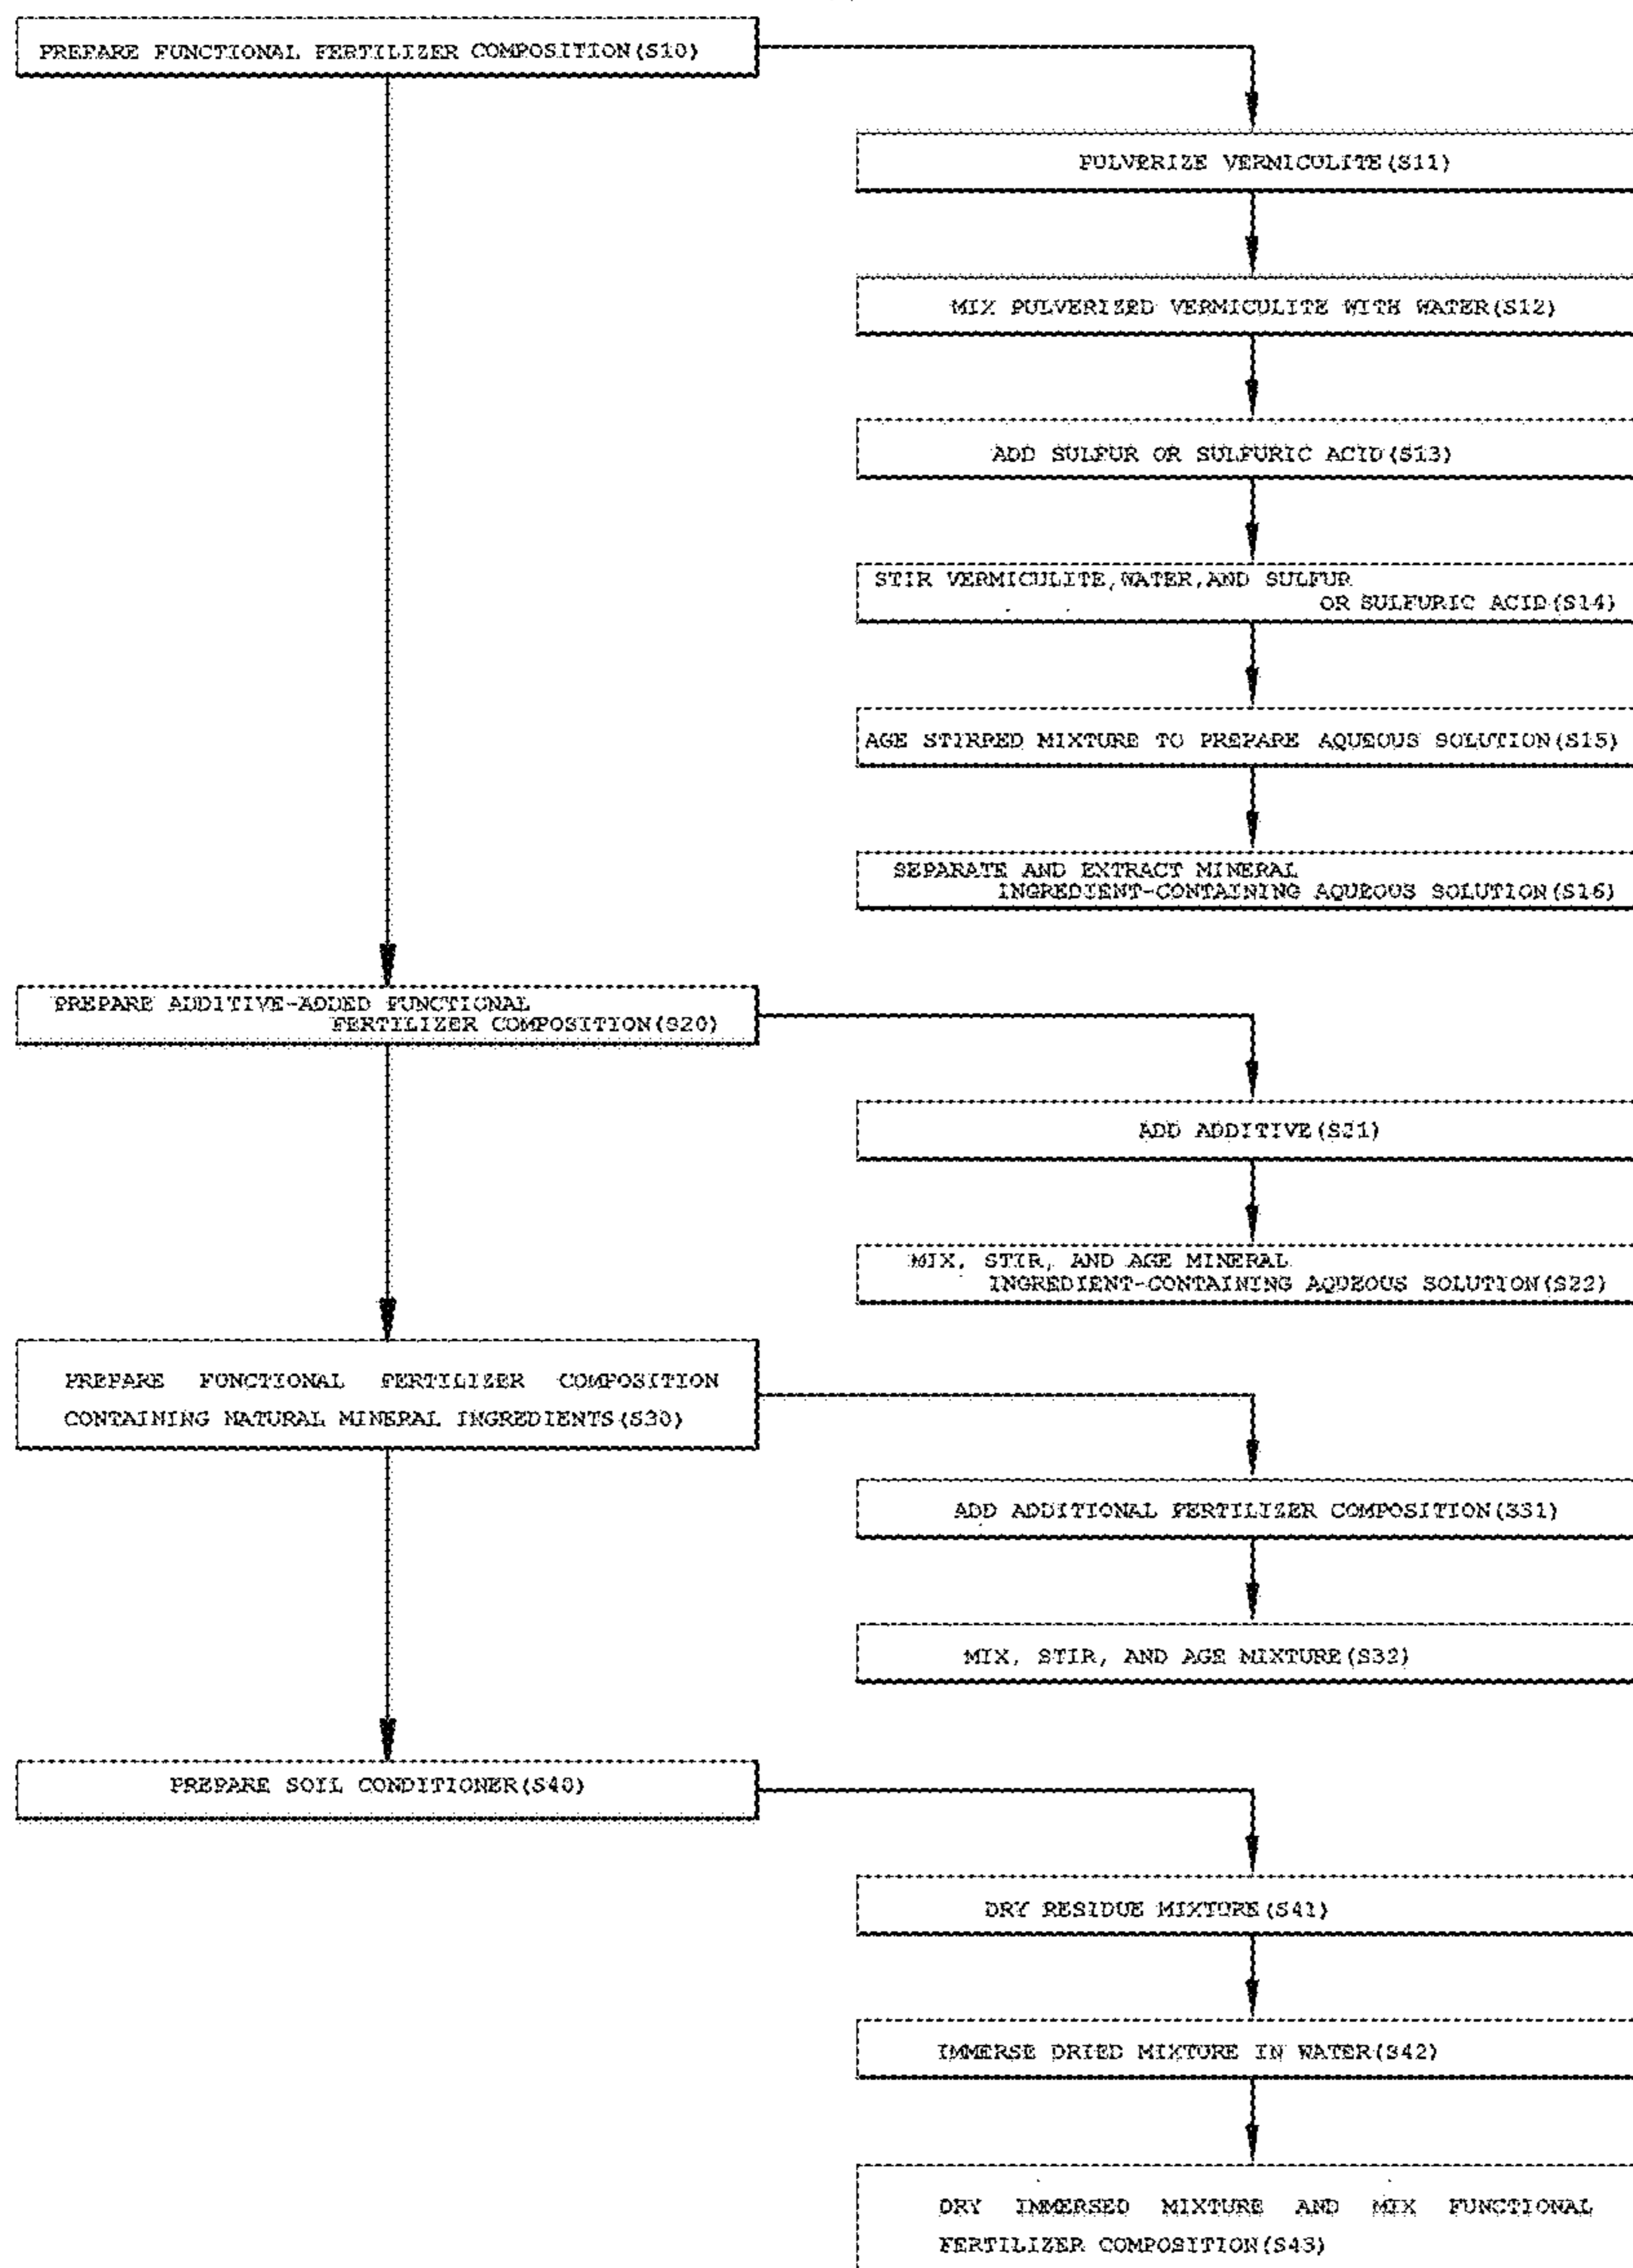 PREPARE FUNCTIONAL FERTILIZER COMPOSITION(S10)
PULVERIZE VERMICULITE(S11)
MIX PULVERIZED VERMICULITE WITH WATER(S12)
ADD SULFUR OR SULFURIC ACID(S13)
STIR VERMICULITE,WATER,AND SULFUR
OR SULFURIC ACID(S14)
AGE STIRRED MIXTURE TO PREPARE AQUEOUS SOLUTION(S15)
SEPARATE AND EXTRACT MINERAL
INGREDIENT-CONTAINING AQUEOUS SOLUTION(S16)
PREPARE ADDITIVE-ADDED FUNCTIONAL
FERTILIZER COMPOSITION(S20)
ADD ADDITIVE(S21)
MIX, STIR, AND AGE MINERAL
INGREDIENT-CONTAINING AQUEOUS SOLUTION(S22)
PREPARE FUNCTIONAL FERTILIZER COMPOSITION
CONTAINING NATURAL MINERAL INGREDIENTS(S30)
ADD ADDITIONAL FERTILIZER COMPOSITION(S31)
MIX, STIR, AND AGE MIXTURE(S32)
PREPARE SOIL CONDITIONER(S40)
DRY RESIDUE MIXTURE(S41)
IMMERSE DRIED MIXTURE IN WATER(S42)
DRY IMMERSED MIXTURE AND MIX FUNCTIONAL
FERTILIZER COMPOSITION(S43)